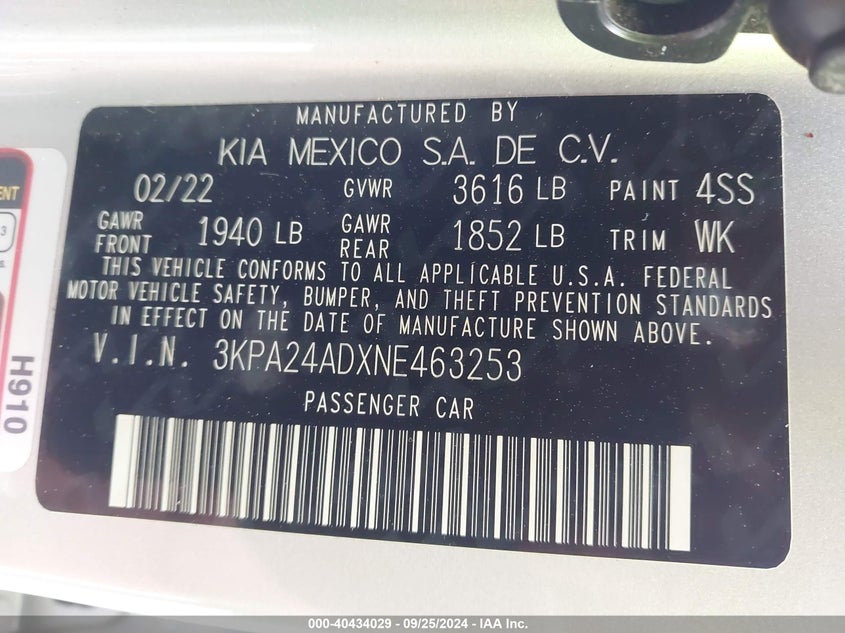 MANUFACTURED BY
KIA MEXICO S.A. DE C.V.
02/22 GVWR 3616 LB PAINT 4SS
GAWR FRONT 1940 LB GAWR REAR 1852 LB TRIM WK
THIS VEHICLE CONFORMS TO ALL APPLICABLE U.S.A. FEDERAL
MOTOR VEHICLE SAFETY, BUMPER, AND THEFT PREVENTION STANDARDS
IN EFFECT ON THE DATE OF MANUFACTURE SHOWN ABOVE.
V.I.N. 3KPA24ADXNE463253
PASSENGER CAR
H910
000-40434029 - 09/25/2024 - IAA Inc.